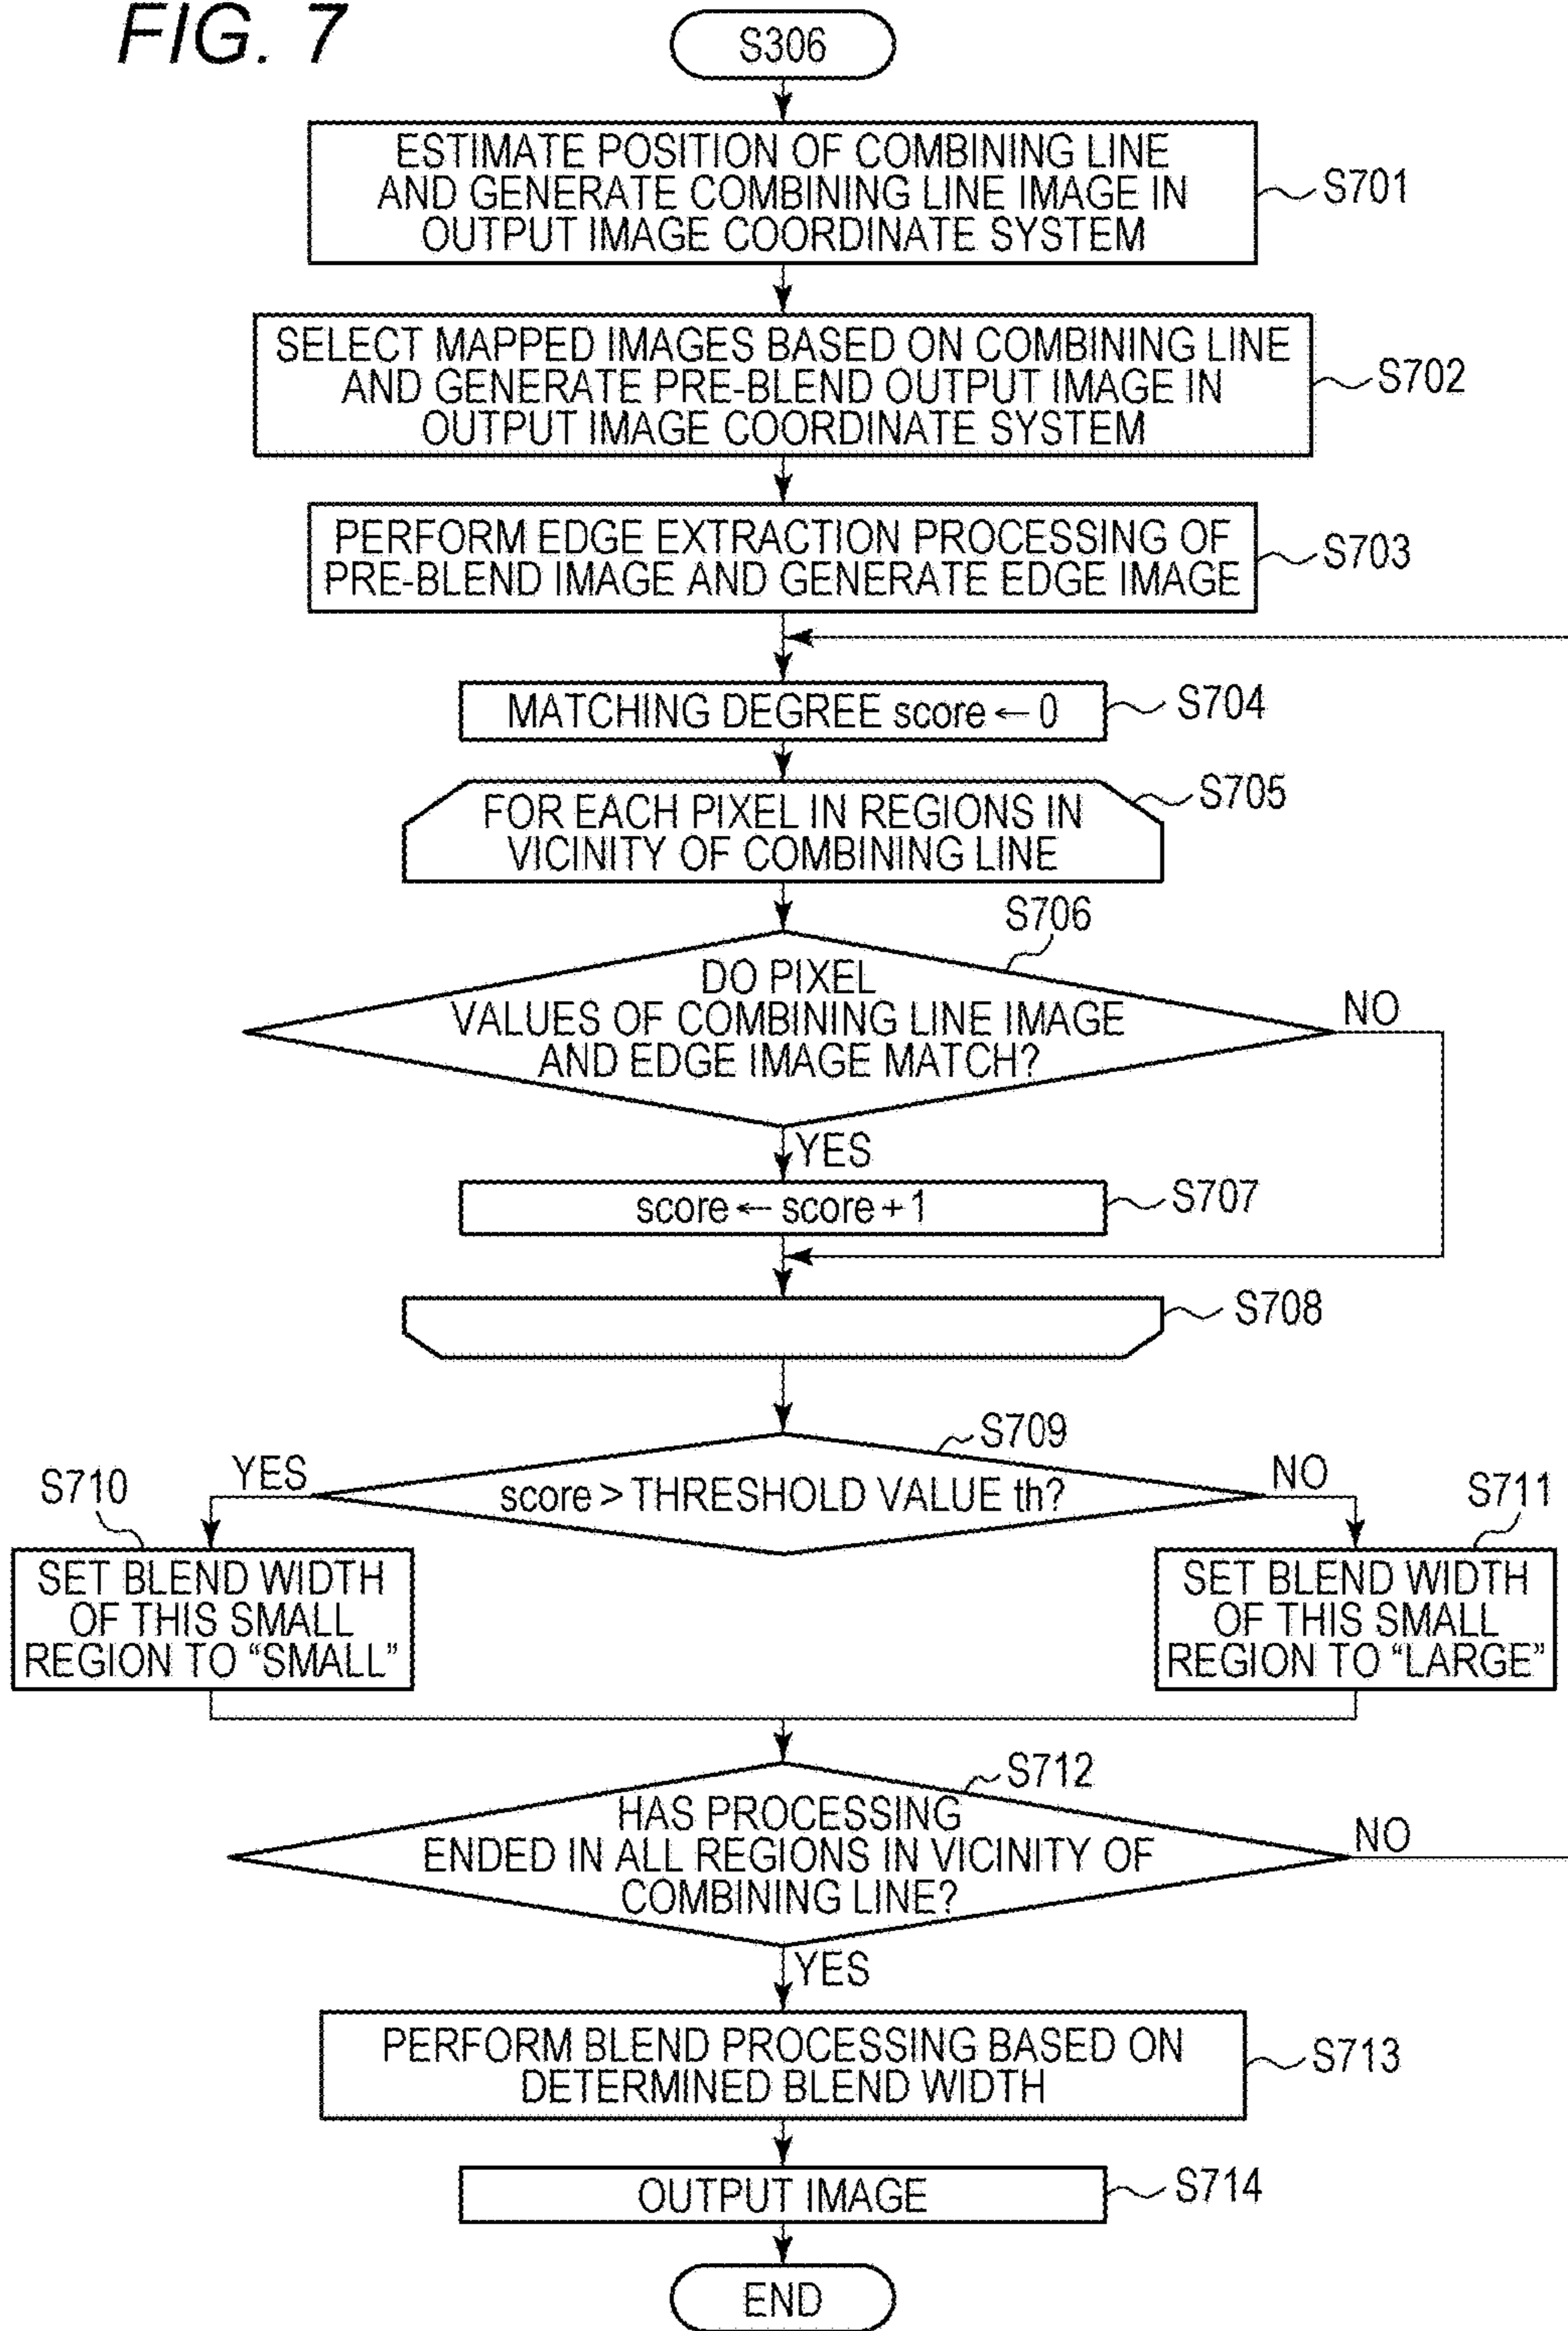 FIG. 7
S306
ESTIMATE POSITION OF COMBINING LINE
AND GENERATE COMBINING LINE IMAGE IN
OUTPUT IMAGE COORDINATE SYSTEM
S701
SELECT MAPPED IMAGES BASED ON COMBINING LINE
AND GENERATE PRE-BLEND OUTPUT IMAGE IN
OUTPUT IMAGE COORDINATE SYSTEM
S702
PERFORM EDGE EXTRACTION PROCESSING OF
PRE-BLEND IMAGE AND GENERATE EDGE IMAGE
S703
MATCHING DEGREE score ← 0
S704
FOR EACH PIXEL IN REGIONS IN
VICINITY OF COMBINING LINE
S705
S706
DO PIXEL
VALUES OF COMBINING LINE IMAGE
AND EDGE IMAGE MATCH?
NO
YES
score ← score + 1
S707
S708
S709
score > THRESHOLD VALUE th?
YES
NO
S710
SET BLEND WIDTH
OF THIS SMALL
REGION TO “SMALL”
S711
SET BLEND WIDTH
OF THIS SMALL
REGION TO “LARGE”
S712
HAS PROCESSING
ENDED IN ALL REGIONS IN VICINITY OF
COMBINING LINE?
NO
YES
PERFORM BLEND PROCESSING BASED ON
DETERMINED BLEND WIDTH
S713
OUTPUT IMAGE
S714
END